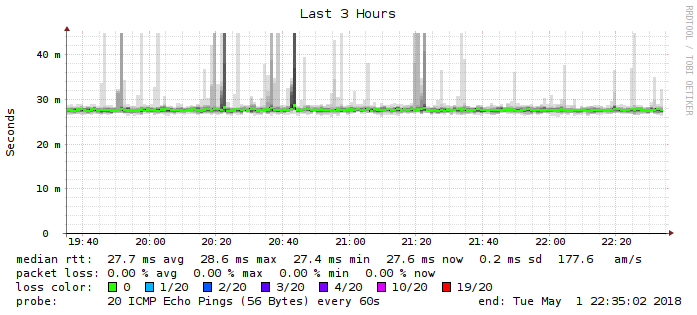 Last 3 Hours
RRDTOOL / TOBI OETIKER
Seconds
40 m
30 m
20 m
10 m
0
19:40 20:00 20:20 20:40 21:00 21:20 21:40 22:00 22:20
median rtt: 27.7 ms avg 28.6 ms max 27.4 ms min 27.6 ms now 0.2 ms sd 177.6 am/s
packet loss: 0.00 % avg 0.00 % max 0.00 % min 0.00 % now
loss color: 0 1/20 2/20 3/20 4/20 10/20 19/20
probe: 20 ICMP Echo Pings (56 Bytes) every 60s end: Tue May 1 22:35:02 2018